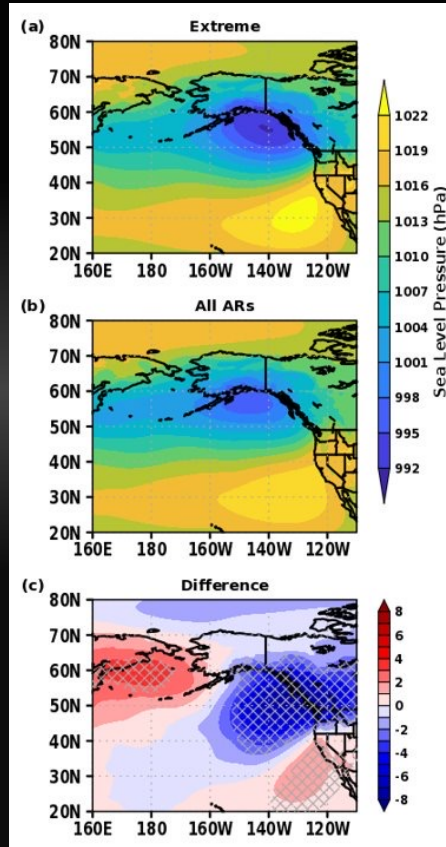 (a) Extreme
80N
70N
60N
50N
40N
30N
20N
160E 180 160W 140W 120W
(b) All ARs
80N
70N
60N
50N
40N
30N
20N
160E 180 160W 140W 120W
1022
1019
1016
1013
1010
1007
1004
1001
998
995
992
Sea Level Pressure (hPa)
(c) Difference
80N
70N
60N
50N
40N
30N
20N
160E 180 160W 140W 120W
8
6
4
2
0
-2
-4
-6
-8